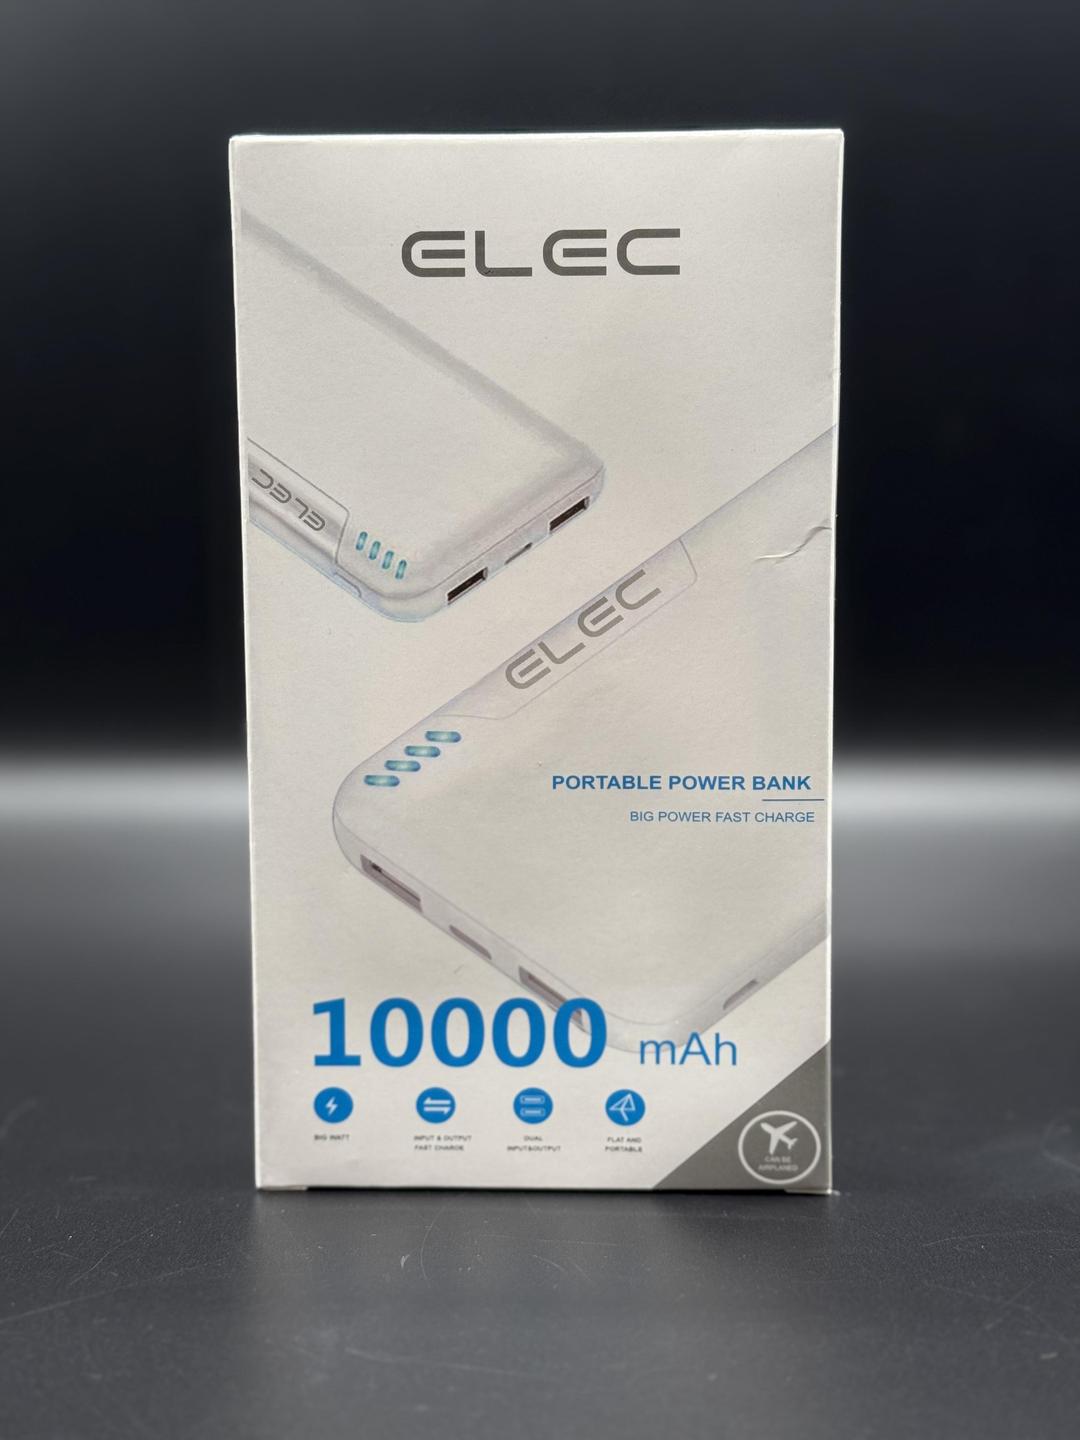 ELEC
ELEC
ELEC
PORTABLE POWER BANK
BIG POWER FAST CHARGE
10000 mAh
BIG WATT
INPUT & OUTPUT
FAST CHARGE
DUAL
INPUT&OUTPUT
FLAT AND
PORTABLE
CAN BE
AIRPLANED